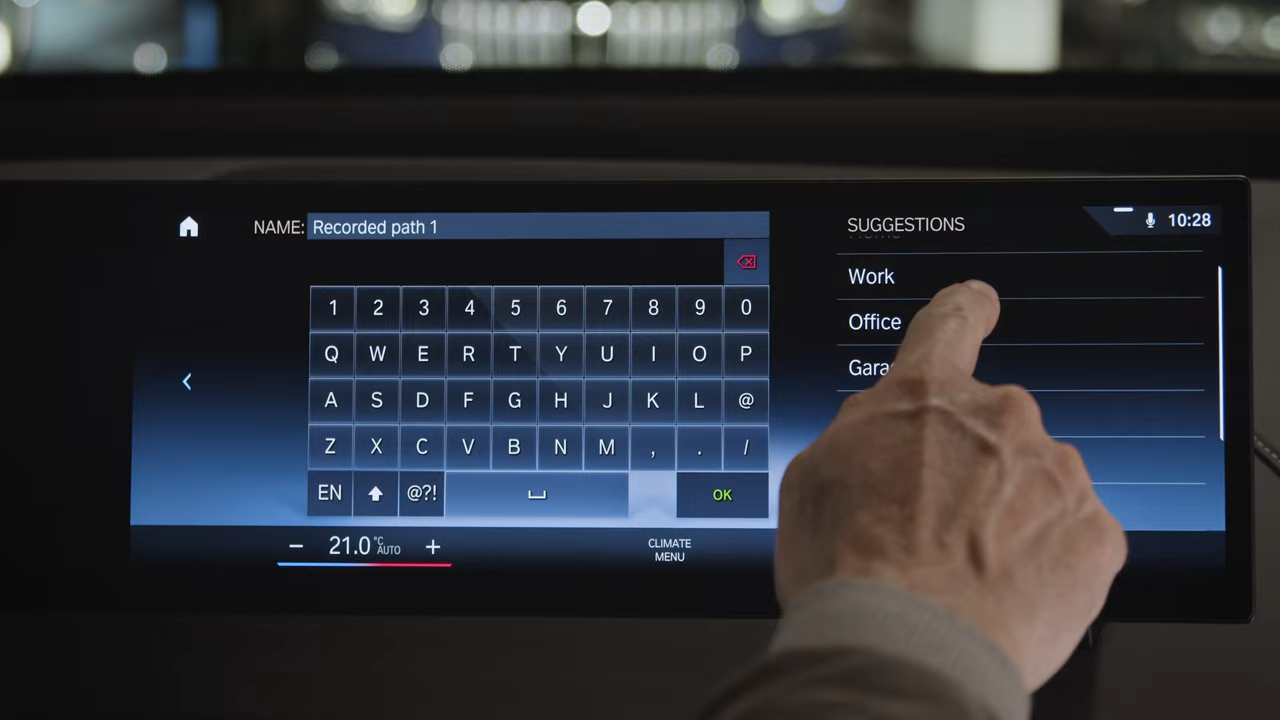 NAME: Recorded path 1
SUGGESTIONS
10:28
Work
Office
1 2 3 4 5 6 7 8 9 0
Q W E R T Y U I O P
A S D F G H J K L @
Z X C V B N M , . /
EN @?! OK
− 21.0 °C AUTO +
CLIMATE
MENU